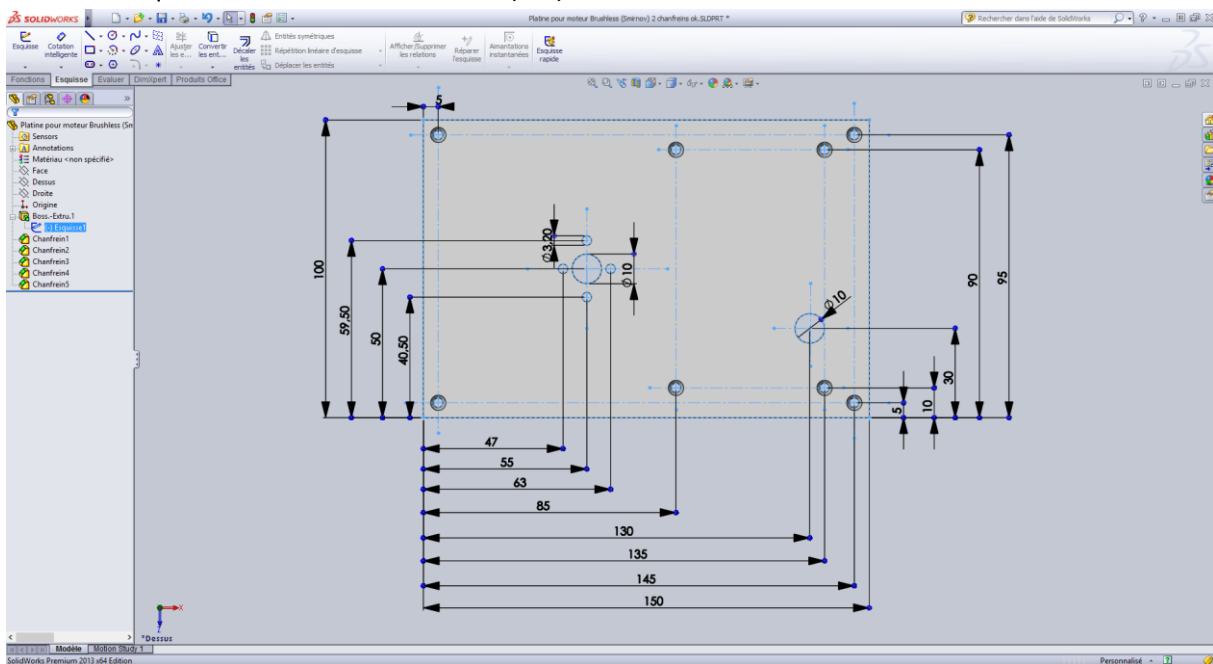 SOLIDWORKS
Platine pour moteur Brushless (Smirnov) 2 chanfreins ok.SLDPRT *
Rechercher dans l'aide de SolidWorks
Esquisse
Cotation intelligente
Ajuster les e...
Convertir les ent...
Décaler les entités
Entités symétriques
Répétition linéaire d'esquisse
Déplacer les entités
Afficher/Supprimer les relations
Réparer l'esquisse
Aimantations instantanées
Esquisse rapide
Fonctions Esquisse Evaluer DimXpert Produits Office
Platine pour moteur Brushless (Sm
Sensors
Annotations
Matériau <non spécifié>
Face
Dessus
Droite
Origine
Boss.-Extru.1
(-) Esquisse1
Chanfrein1
Chanfrein2
Chanfrein3
Chanfrein4
Chanfrein5
5
100
59,50
50
40,50
Ø3,20
Ø10
Ø10
90
95
30
10
5
47
55
63
85
130
135
145
150
X
Z
*Dessus
Modèle Motion Study 1
SolidWorks Premium 2013 x64 Edition
Personnalisé